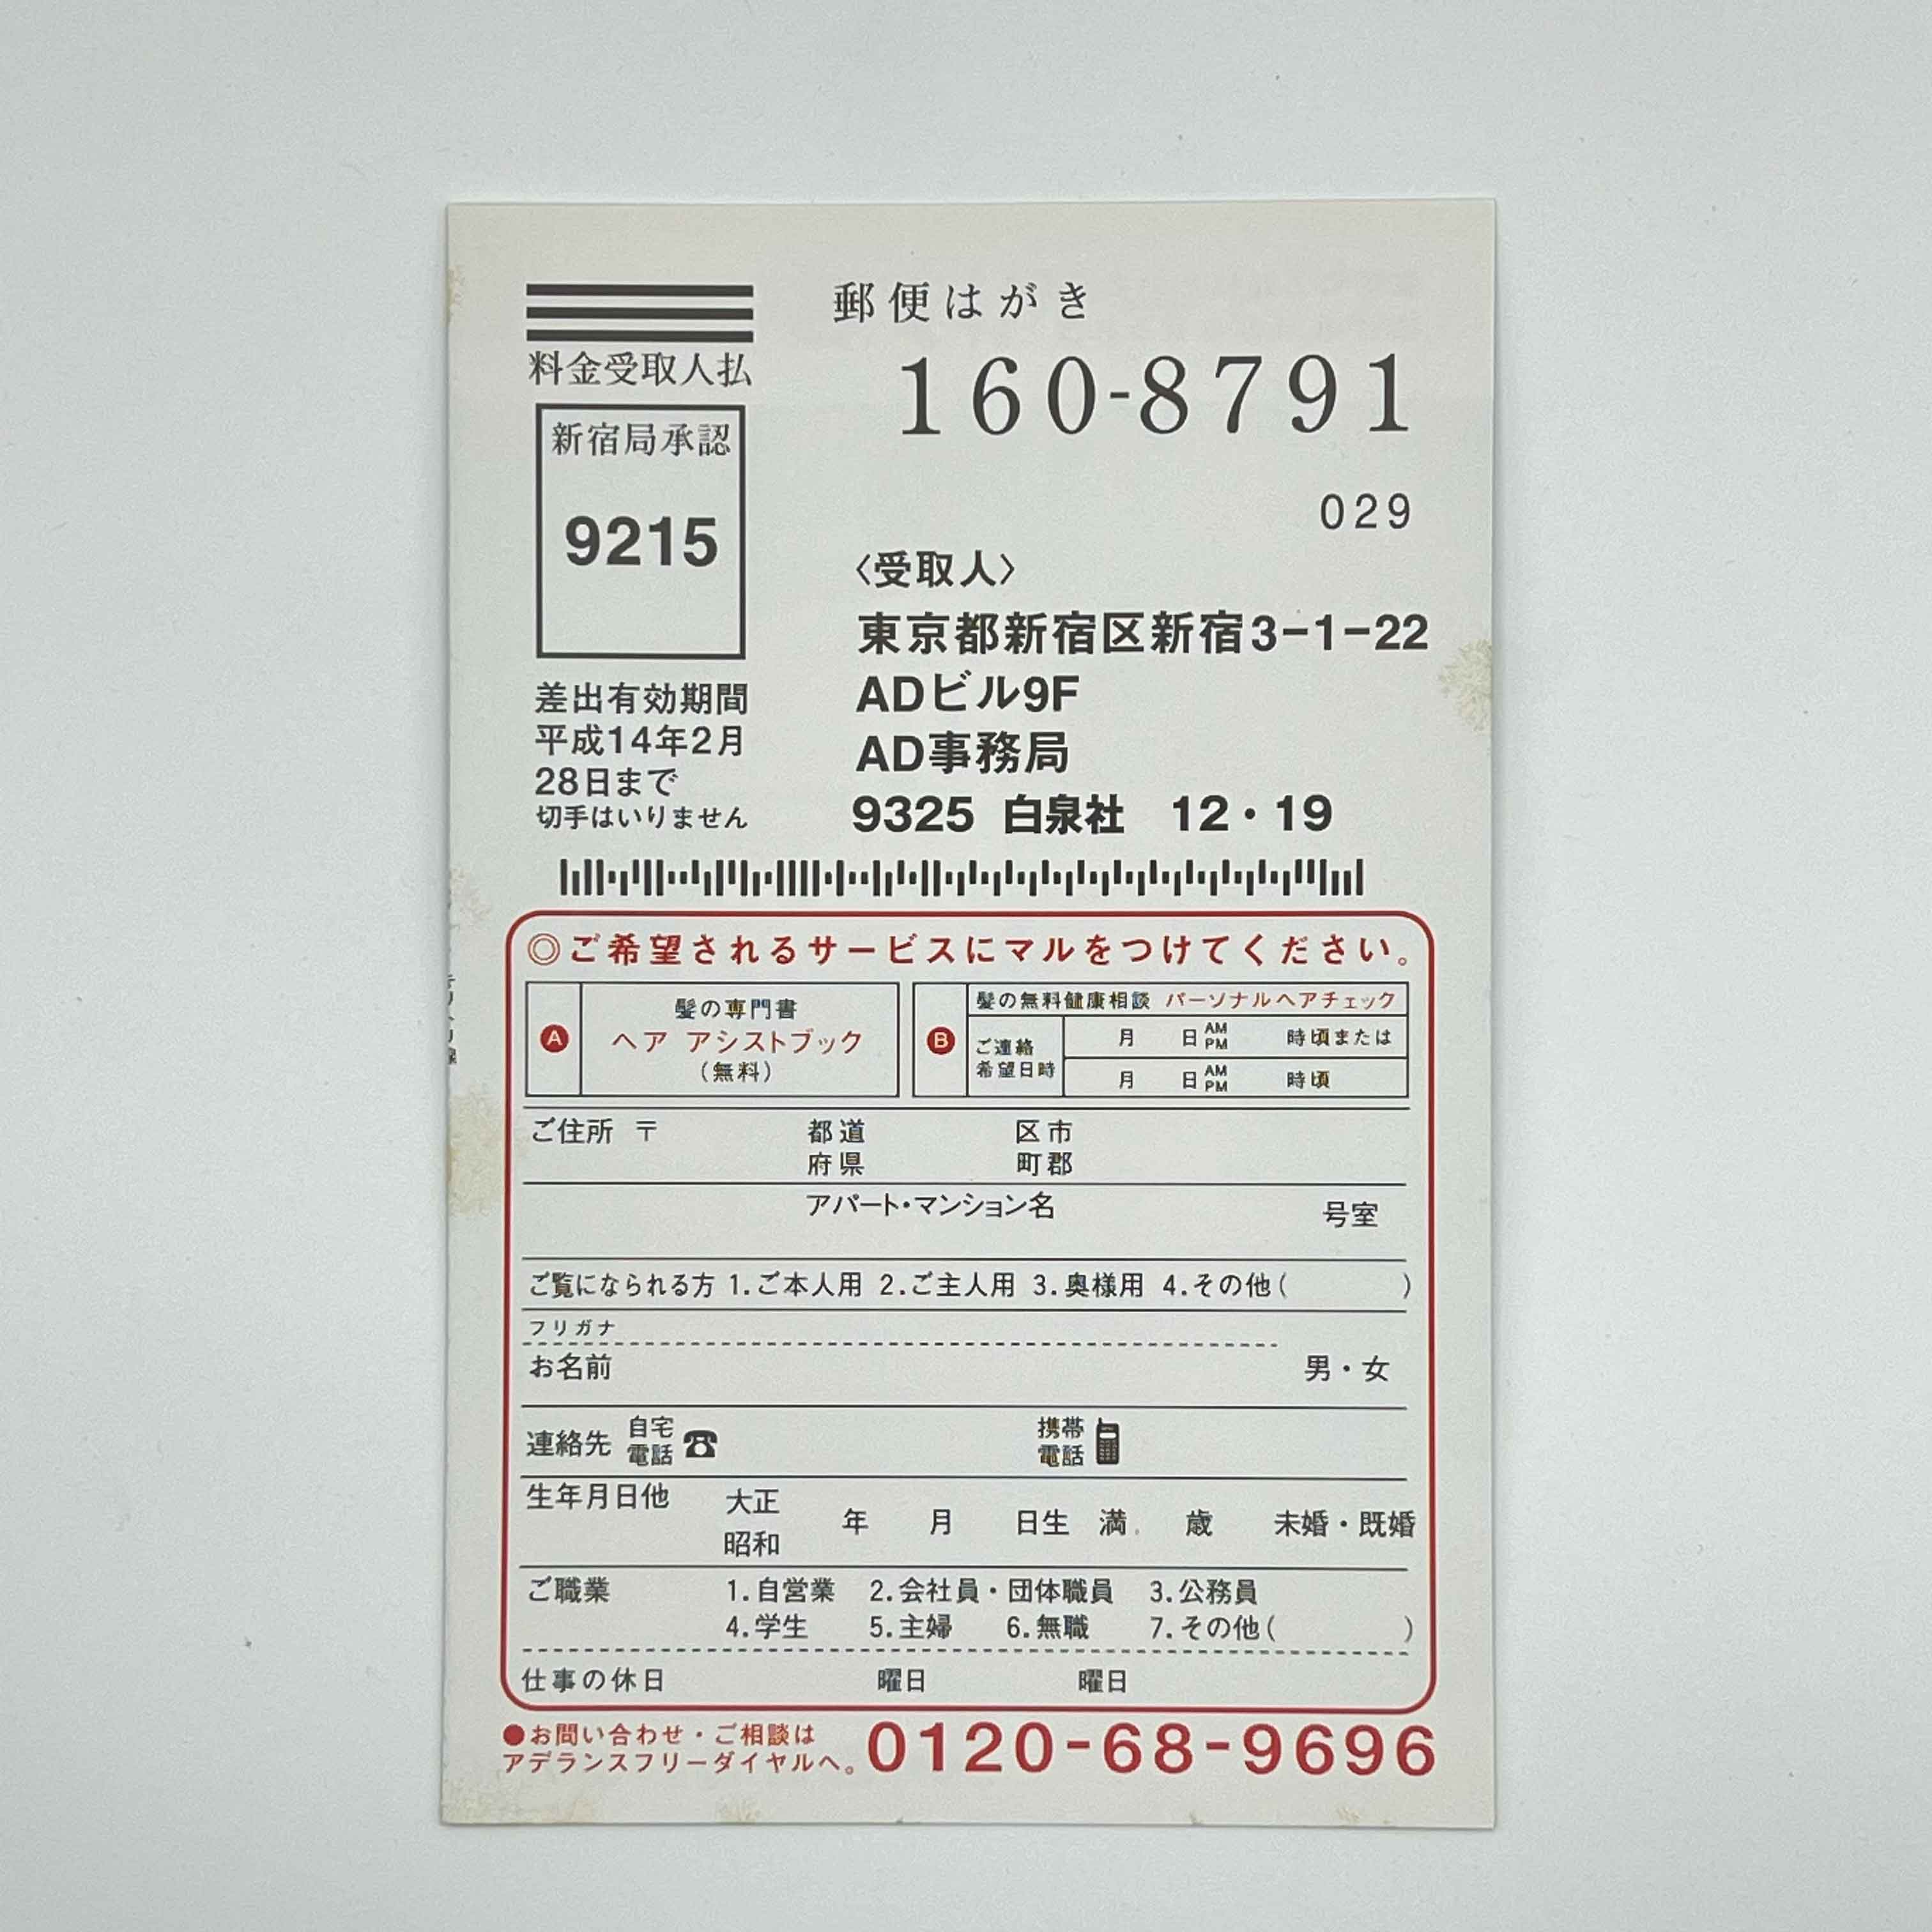 郵便はがき
料金受取人払
160-8791
新宿局承認
9215
029
〈受取人〉
東京都新宿区新宿3-1-22
ADビル9F
AD事務局
9325 白泉社 12・19
差出有効期間
平成14年2月
28日まで
切手はいりません
◎ご希望されるサービスにマルをつけてください。
A
髪の専門書
ヘア アシストブック
(無料)
B
髪の無料健康相談 パーソナルヘアチェック
ご連絡
希望日時
月 日 AM PM 時頃または
月 日 AM PM 時頃
ご住所 〒 都道 区市
府県 町郡
アパート・マンション名 号室
ご覧になられる方 1.ご本人用 2.ご主人用 3.奥様用 4.その他( )
フリガナ
お名前 男・女
連絡先 自宅電話 ☎ 携帯電話
生年月日他 大正 昭和 年 月 日生 満 歳 未婚・既婚
ご職業 1.自営業 2.会社員・団体職員 3.公務員
4.学生 5.主婦 6.無職 7.その他( )
仕事の休日 曜日 曜日
●お問い合わせ・ご相談は
アデランスフリーダイヤルへ。
0120-68-9696